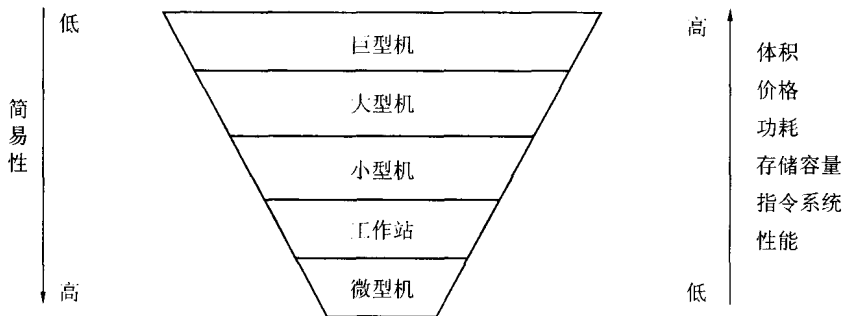 低
简易性
高
巨型机
大型机
小型机
工作站
微型机
高
体积
价格
功耗
存储容量
指令系统
性能
低